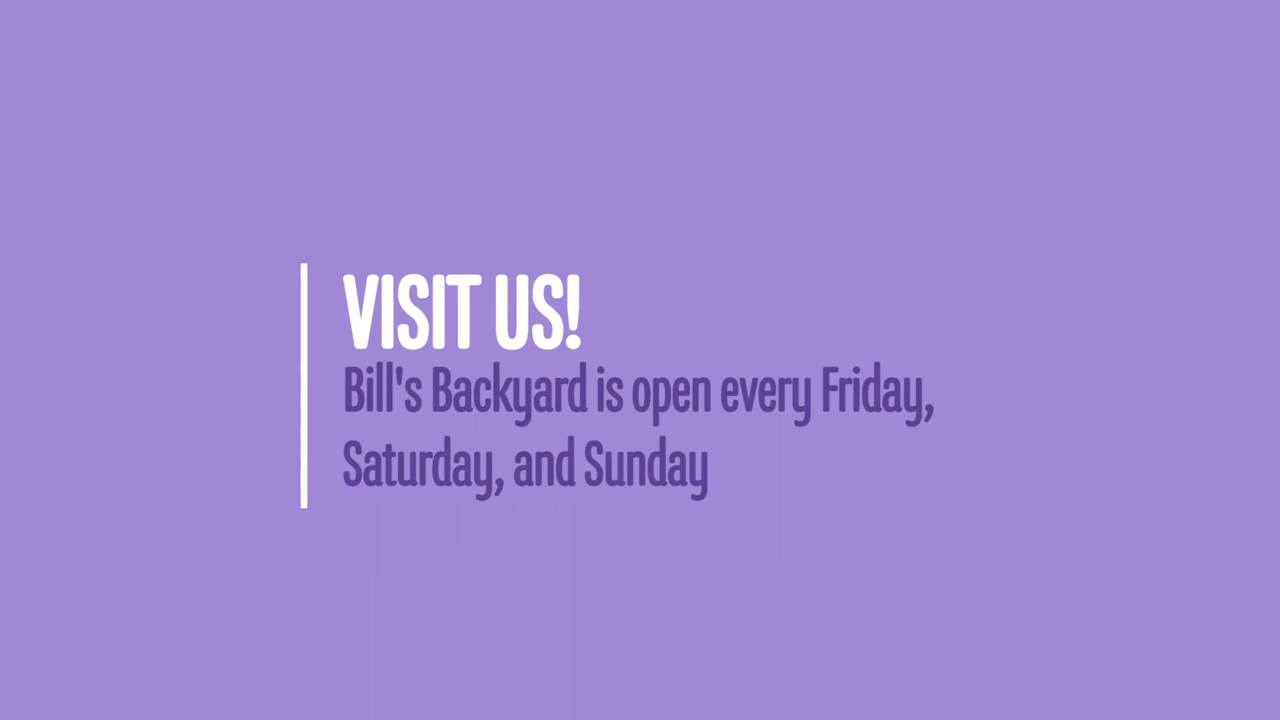 VISIT US!
Bill's Backyard is open every Friday,
Saturday, and Sunday